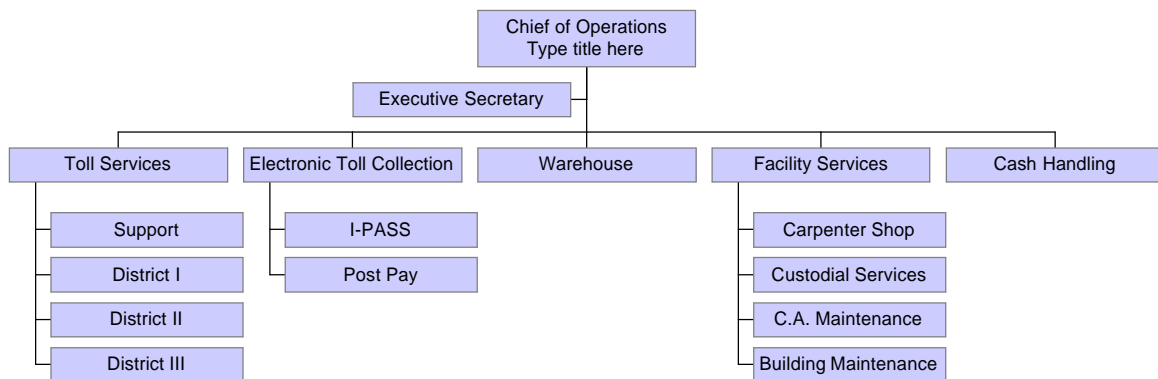 Chief of Operations
Type title here
Executive Secretary
Toll Services
Electronic Toll Collection
Warehouse
Facility Services
Cash Handling
Support
I-PASS
Carpenter Shop
District I
Post Pay
Custodial Services
District II
C.A. Maintenance
District III
Building Maintenance